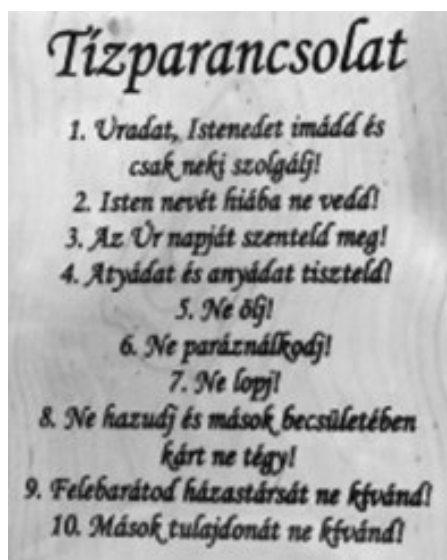 Tízparancsolat
1. Uradat, Istenedet imádd és
csak neki szolgálj!
2. Isten nevét hiába ne vedd!
3. Az Úr napját szenteld meg!
4. Atyádat és anyádat tiszteld!
5. Ne ölj!
6. Ne paráználkodj!
7. Ne lopj!
8. Ne hazudj és mások becsületében
kárt ne tégy!
9. Felebarátod házastársát ne kívánd!
10. Mások tulajdonát ne kívánd!